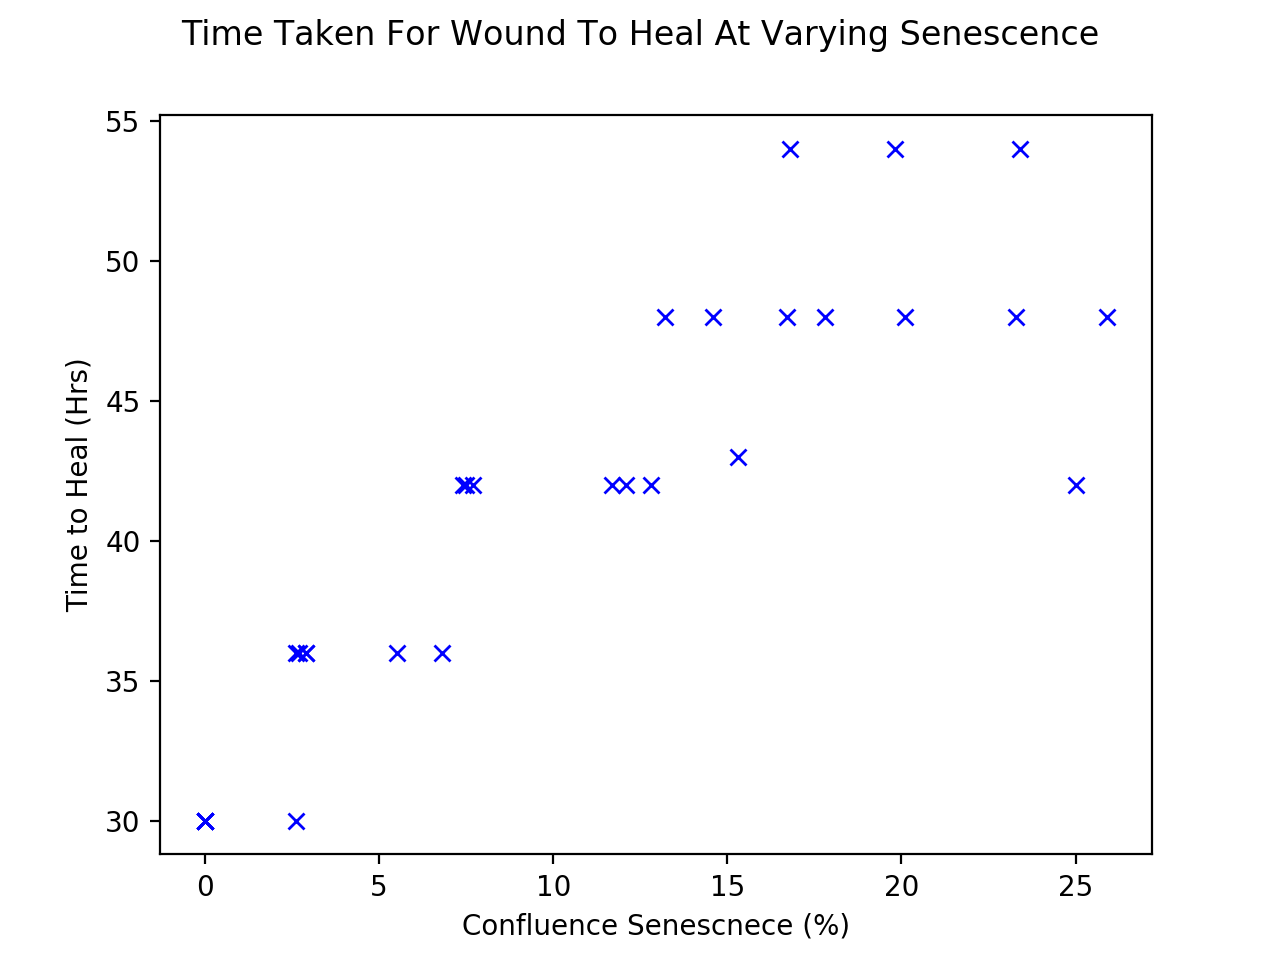 Time Taken For Wound To Heal At Varying Senescence
55
50
45
40
35
30
Time to Heal (Hrs)
0 5 10 15 20 25
Confluence Senescnece (%)